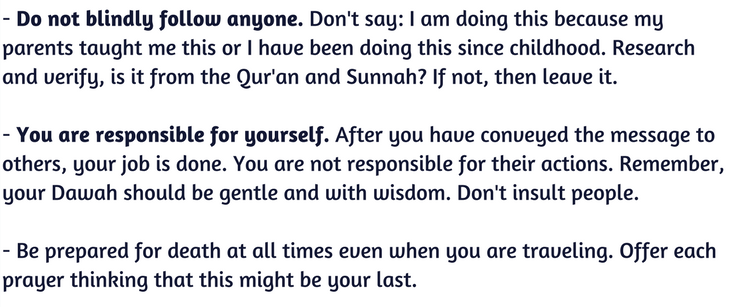 - Do not blindly follow anyone. Don't say: I am doing this because my
parents taught me this or I have been doing this since childhood. Research
and verify, is it from the Qur'an and Sunnah? If not, then leave it.
- You are responsible for yourself. After you have conveyed the message to
others, your job is done. You are not responsible for their actions. Remember,
your Dawah should be gentle and with wisdom. Don't insult people.
- Be prepared for death at all times even when you are traveling. Offer each
prayer thinking that this might be your last.